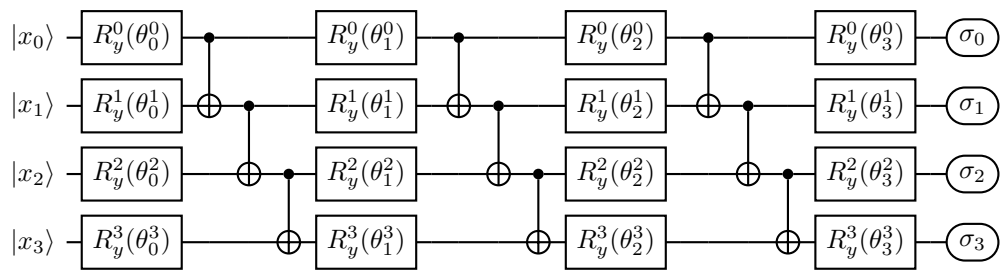 |x₀⟩ R_y^0(θ_0^0) R_y^0(θ_1^0) R_y^0(θ_2^0) R_y^0(θ_3^0) σ₀
|x₁⟩ R_y^1(θ_0^1) R_y^1(θ_1^1) R_y^1(θ_2^1) R_y^1(θ_3^1) σ₁
|x₂⟩ R_y^2(θ_0^2) R_y^2(θ_1^2) R_y^2(θ_2^2) R_y^2(θ_3^2) σ₂
|x₃⟩ R_y^3(θ_0^3) R_y^3(θ_1^3) R_y^3(θ_2^3) R_y^3(θ_3^3) σ₃